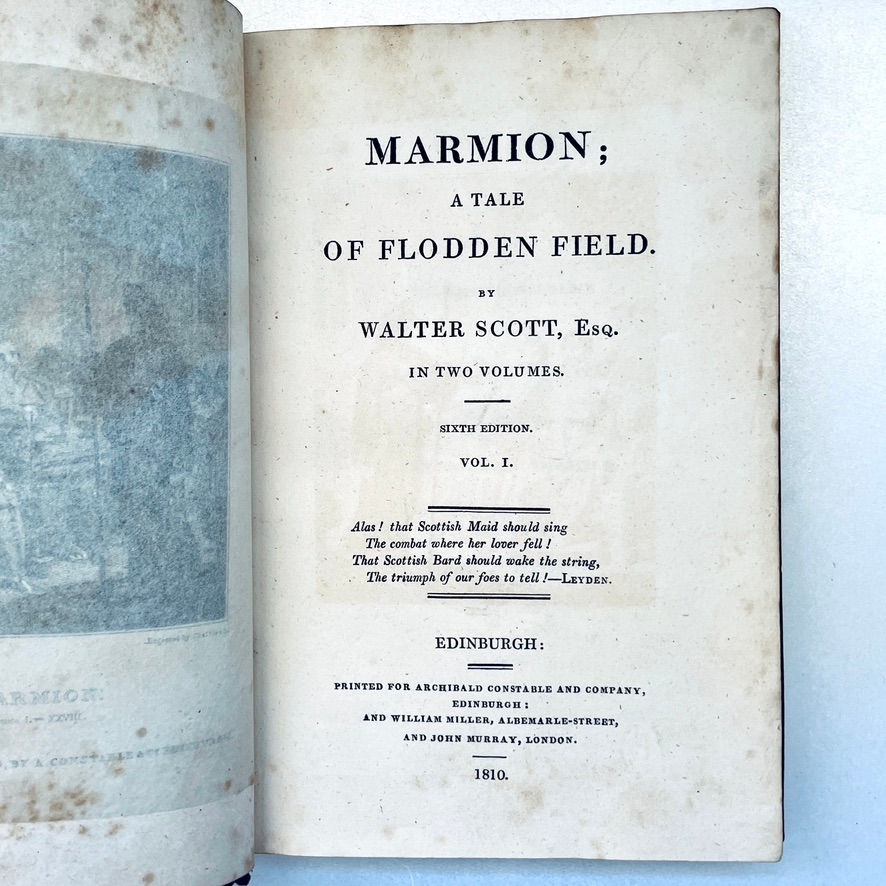 MARMION;
A TALE
OF FLODDEN FIELD.
BY
WALTER SCOTT, Esq.
IN TWO VOLUMES.
SIXTH EDITION.
VOL. I.
Alas! that Scottish Maid should sing
The combat where her lover fell!
That Scottish Bard should wake the string,
The triumph of our foes to tell!—Leyden.
EDINBURGH:
PRINTED FOR ARCHIBALD CONSTABLE AND COMPANY,
EDINBURGH:
AND WILLIAM MILLER, ALBEMARLE-STREET,
AND JOHN MURRAY, LONDON.
1810.